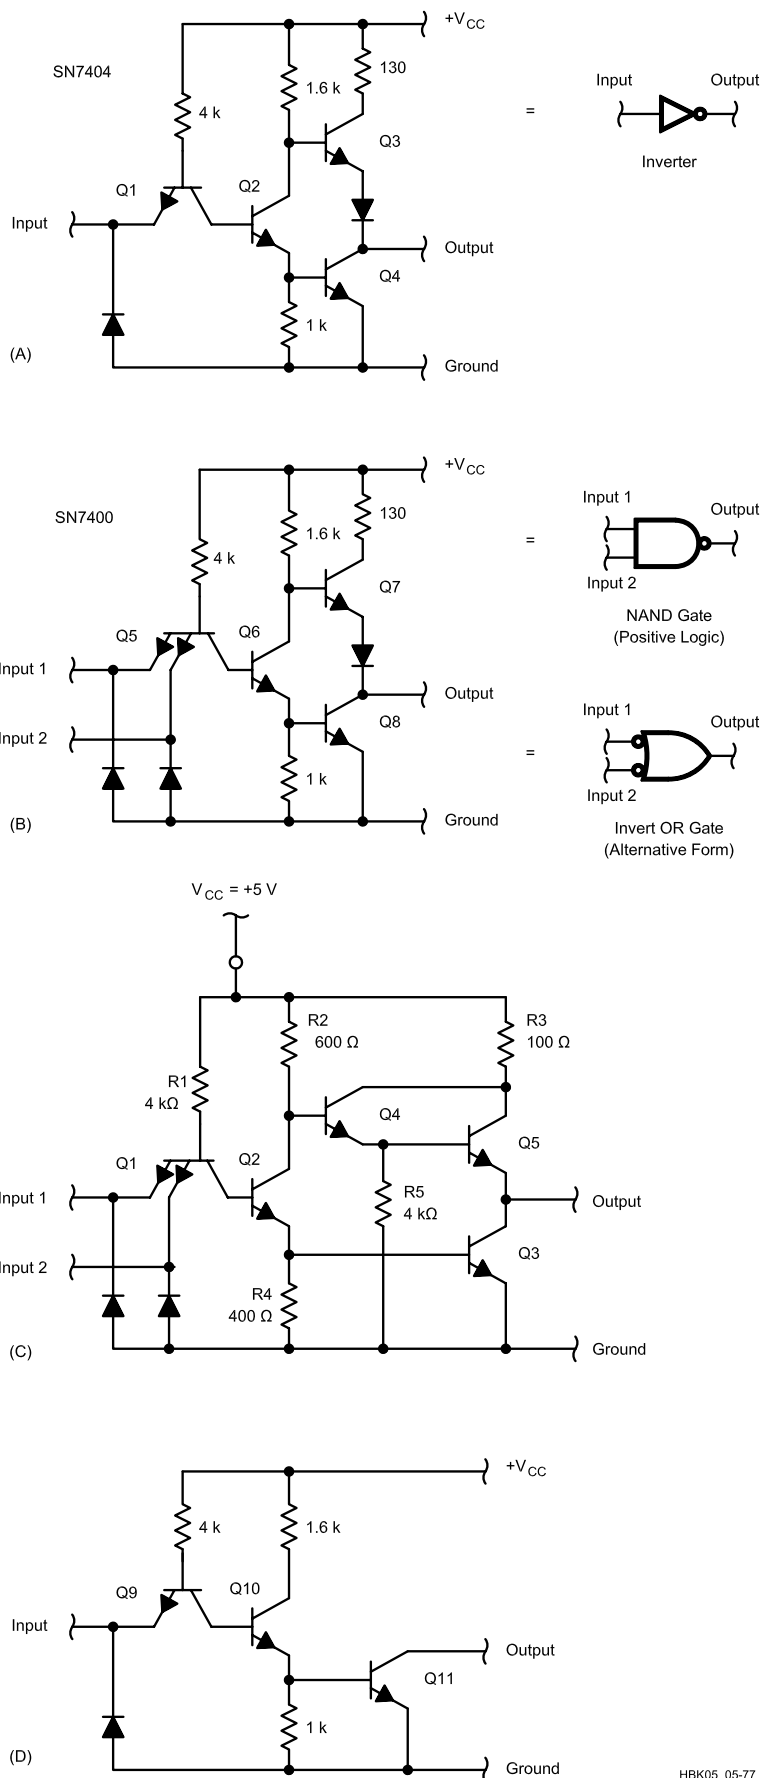 +VCC
SN7404
130
1.6 k
4 k
Q3
Q1
Q2
Input
Output
Q4
1 k
(A)
Ground
=
Input
Output
Inverter
+VCC
SN7400
130
1.6 k
4 k
Q7
Q5
Q6
Input 1
Output
Q8
Input 2
1 k
(B)
Ground
=
Input 1
Output
Input 2
NAND Gate
(Positive Logic)
=
Input 1
Output
Input 2
Invert OR Gate
(Alternative Form)
VCC = +5 V
R2
600 Ω
R3
100 Ω
R1
4 kΩ
Q4
Q5
Q1
Q2
R5
4 kΩ
Input 1
Output
Q3
Input 2
R4
400 Ω
(C)
Ground
+VCC
4 k
1.6 k
Q9
Q10
Input
Output
Q11
1 k
(D)
Ground
HBK05_05-77